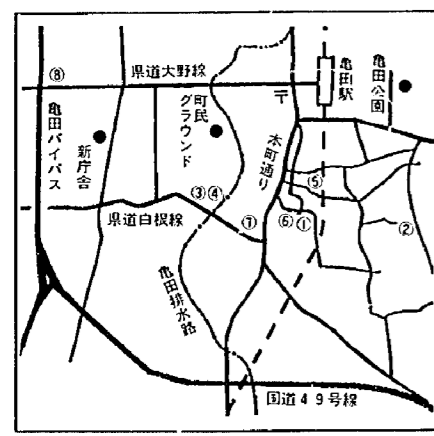 ⑧
県道大野線
亀田バイパス
新庁舎
町民
グラウンド
〒
亀田駅
亀田公園
本町通り
⑤
③④
県道白根線
⑦
⑥①
②
亀田排水路
国道49号線